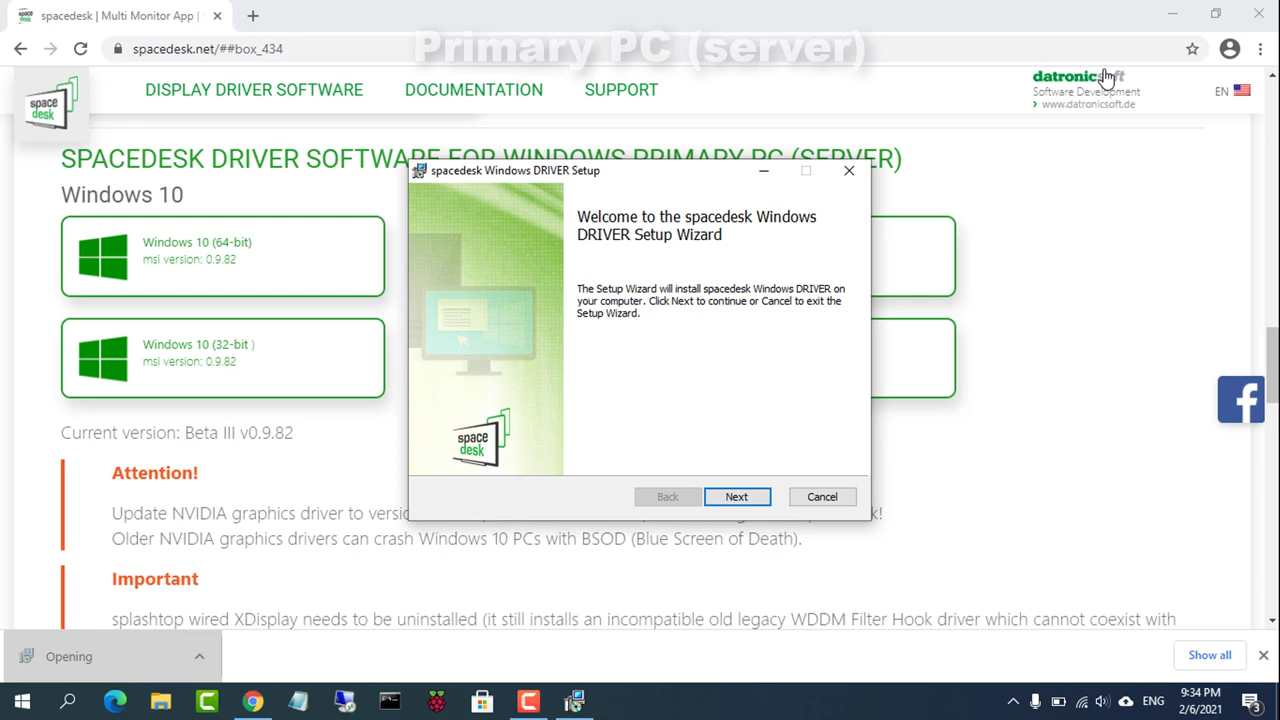 spacedesk | Multi Monitor App |
Primary PC (server)
spacedesk.net/##box_434
space
desk
DISPLAY DRIVER SOFTWARE
DOCUMENTATION
SUPPORT
datronicsoft
Software Development
www.datronicsoft.de
EN
SPACEDESK DRIVER SOFTWARE FOR WINDOWS PRIMARY PC (SERVER)
Windows 10
spacedesk Windows DRIVER Setup
Welcome to the spacedesk Windows
DRIVER Setup Wizard
The Setup Wizard will install spacedesk Windows DRIVER on
your computer. Click Next to continue or Cancel to exit the
Setup Wizard.
space
desk
Back
Next
Cancel
Windows 10 (64-bit)
msi version: 0.9.82
Windows 10 (32-bit )
msi version: 0.9.82
Current version: Beta III v0.9.82
Attention!
Update NVIDIA graphics driver to
Older NVIDIA graphics drivers can crash Windows 10 PCs with BSOD (Blue Screen of Death).
Important
splashtop wired XDisplay needs to be uninstalled (it still installs an incompatible old legacy WDDM Filter Hook driver which cannot coexist with
Opening
Show all
ENG
9:34 PM
2/6/2021
3